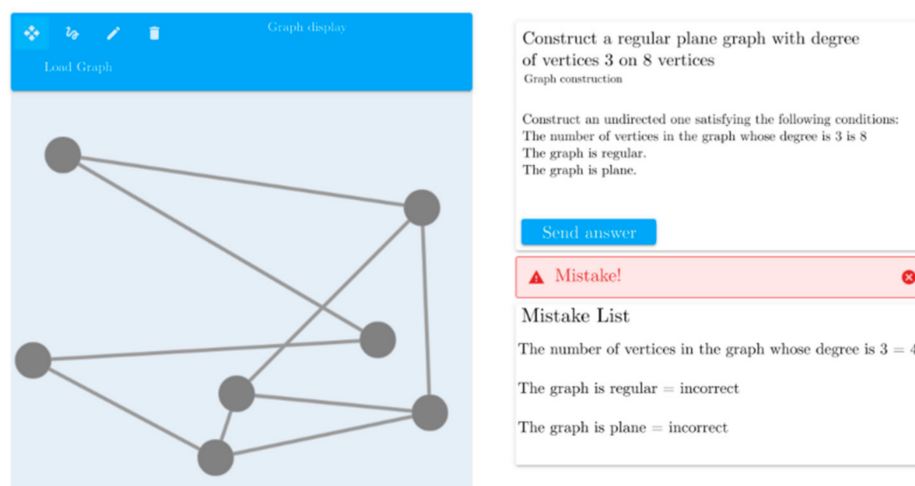 Graph display
Load Graph
Construct a regular plane graph with degree
of vertices 3 on 8 vertices
Graph construction
Construct an undirected one satisfying the following conditions:
The number of vertices in the graph whose degree is 3 is 8
The graph is regular.
The graph is plane.
Send answer
Mistake!
Mistake List
The number of vertices in the graph whose degree is 3 = 4
The graph is regular = incorrect
The graph is plane = incorrect